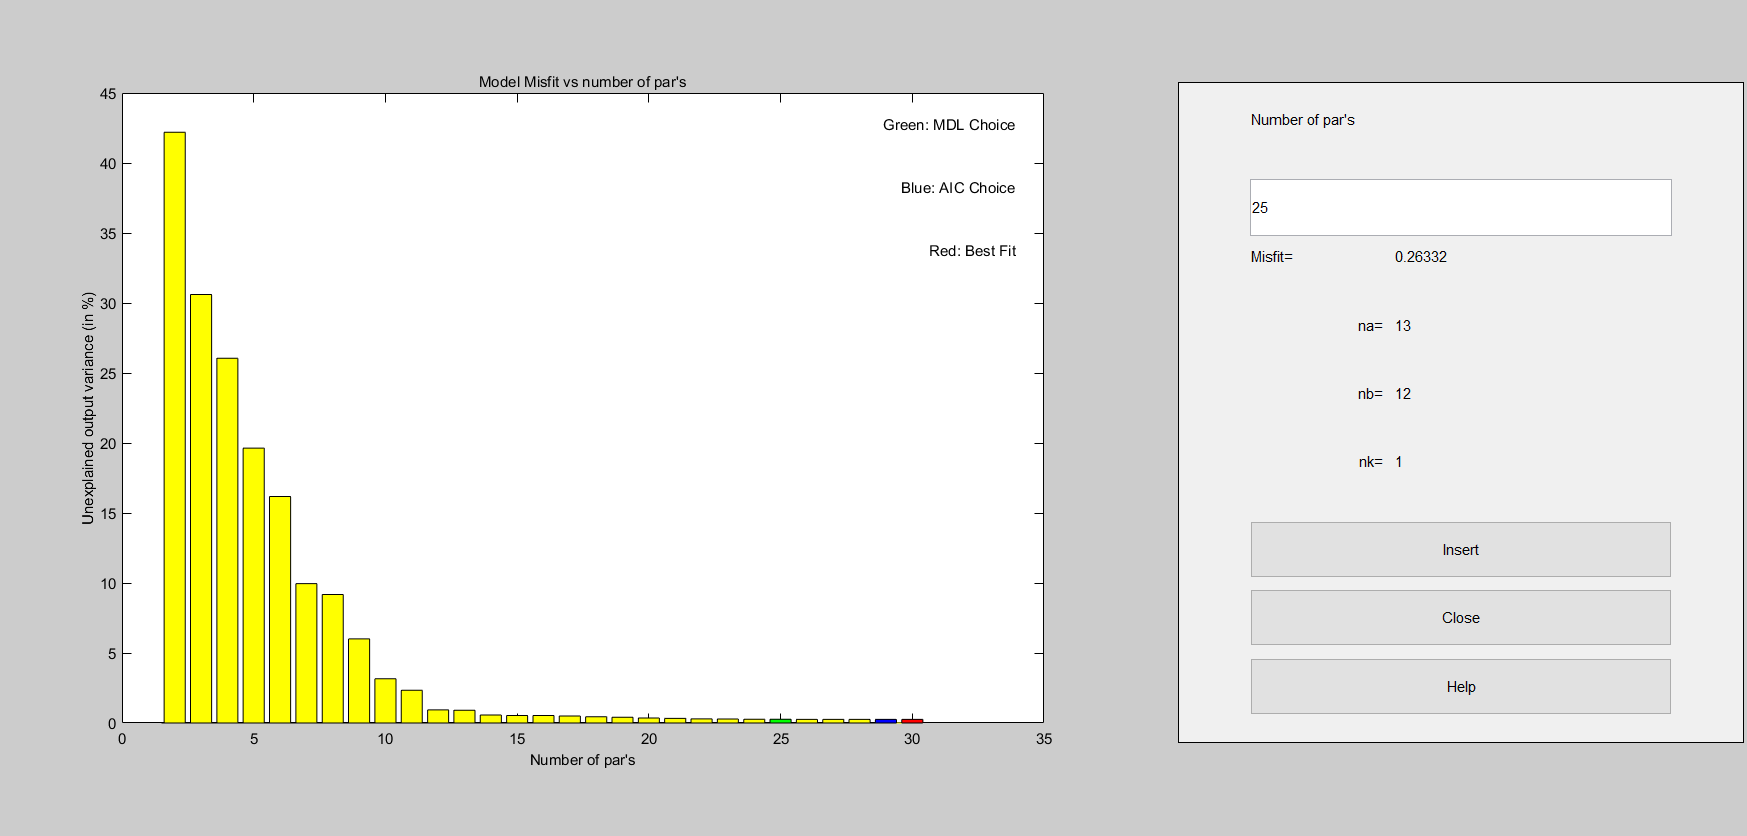 Model Misfit vs number of par's
45
40
35
30
25
20
15
10
5
0
Unexplained output variance (in %)
Green: MDL Choice
Blue: AIC Choice
Red: Best Fit
0 5 10 15 20 25 30 35
Number of par's
Number of par's
25
Misfit= 0.26332
na= 13
nb= 12
nk= 1
Insert
Close
Help